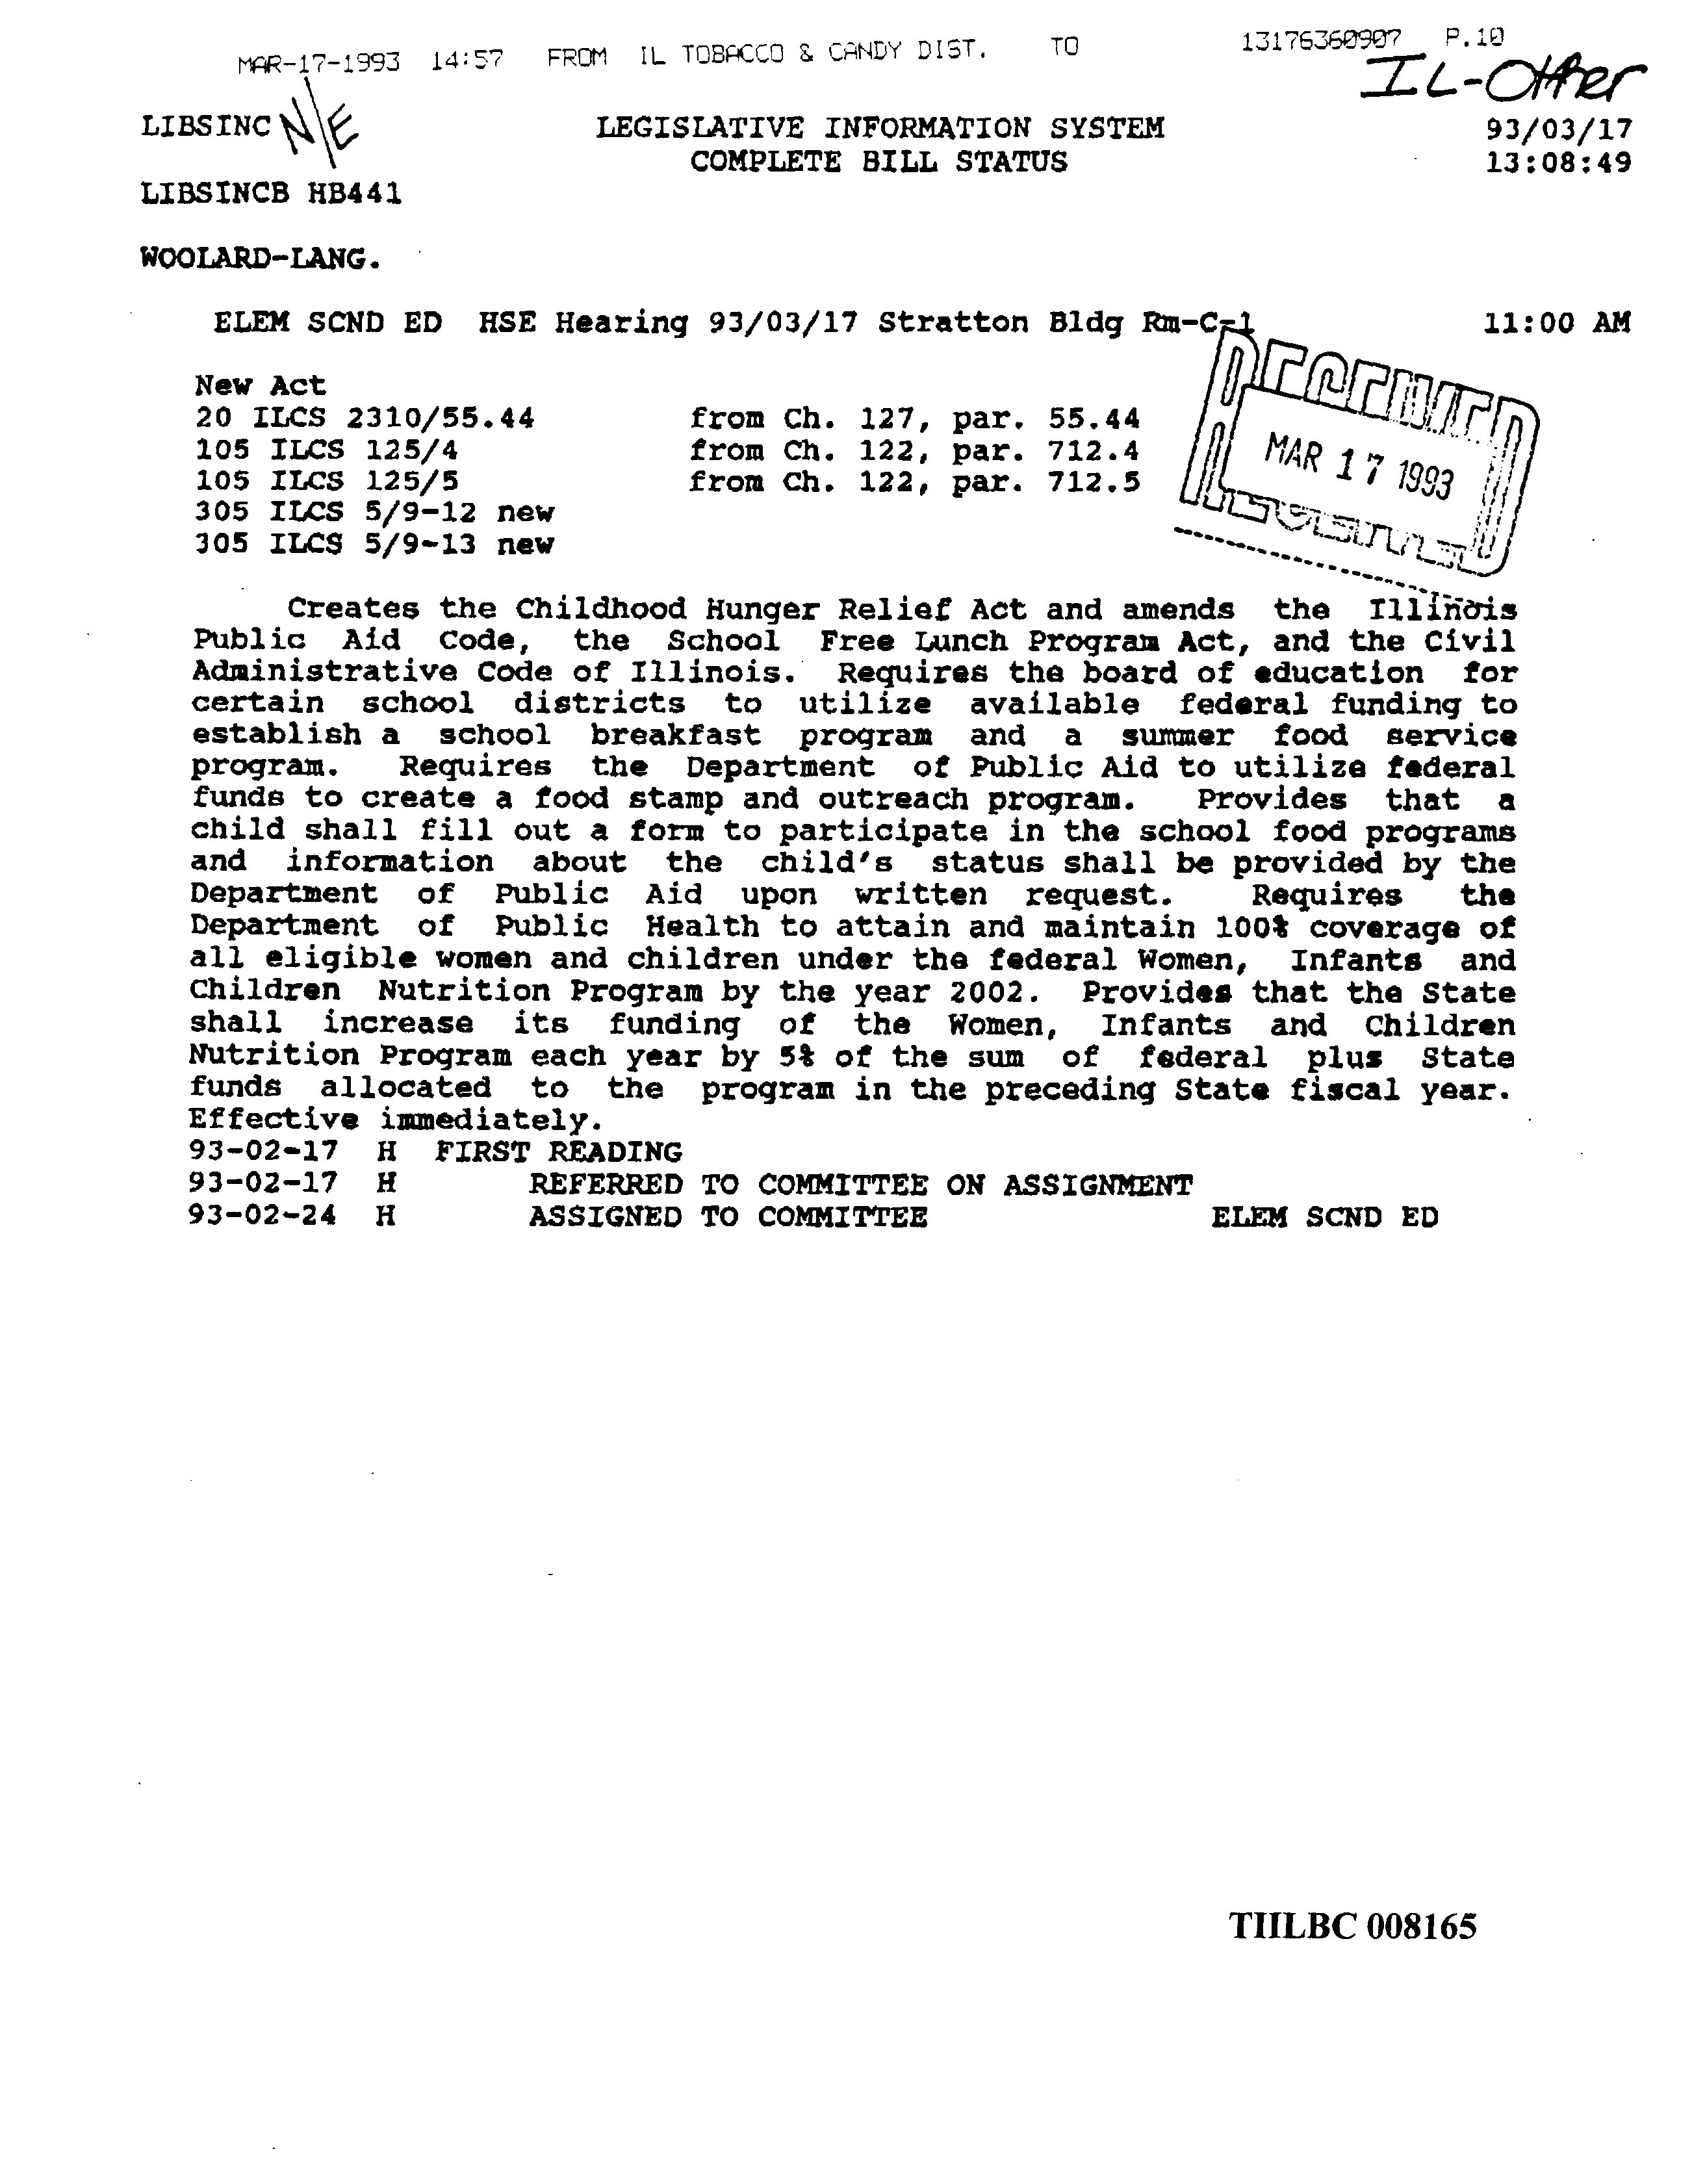 MAR-17-1993 14:57 FROM IL TOBACCO & CANDY DIST. TO 13176360907 P.10
IL-Other
LIBSINC N/E LEGISLATIVE INFORMATION SYSTEM 93/03/17
COMPLETE BILL STATUS 13:08:49
LIBSINCB HB441
WOOLARD-LANG.
ELEM SCND ED HSE Hearing 93/03/17 Stratton Bldg Rm-C-1 11:00 AM
RECEIVED
MAR 17 1993
New Act
20 ILCS 2310/55.44 from Ch. 127, par. 55.44
105 ILCS 125/4 from Ch. 122, par. 712.4
105 ILCS 125/5 from Ch. 122, par. 712.5
305 ILCS 5/9-12 new
305 ILCS 5/9-13 new
Creates the Childhood Hunger Relief Act and amends the Illinois
Public Aid Code, the School Free Lunch Program Act, and the Civil
Administrative Code of Illinois. Requires the board of education for
certain school districts to utilize available federal funding to
establish a school breakfast program and a summer food service
program. Requires the Department of Public Aid to utilize federal
funds to create a food stamp and outreach program. Provides that a
child shall fill out a form to participate in the school food programs
and information about the child's status shall be provided by the
Department of Public Aid upon written request. Requires the
Department of Public Health to attain and maintain 100% coverage of
all eligible women and children under the federal Women, Infants and
Children Nutrition Program by the year 2002. Provides that the State
shall increase its funding of the Women, Infants and Children
Nutrition Program each year by 5% of the sum of federal plus State
funds allocated to the program in the preceding State fiscal year.
Effective immediately.
93-02-17 H FIRST READING
93-02-17 H REFERRED TO COMMITTEE ON ASSIGNMENT
93-02-24 H ASSIGNED TO COMMITTEE ELEM SCND ED
TIILBC 008165